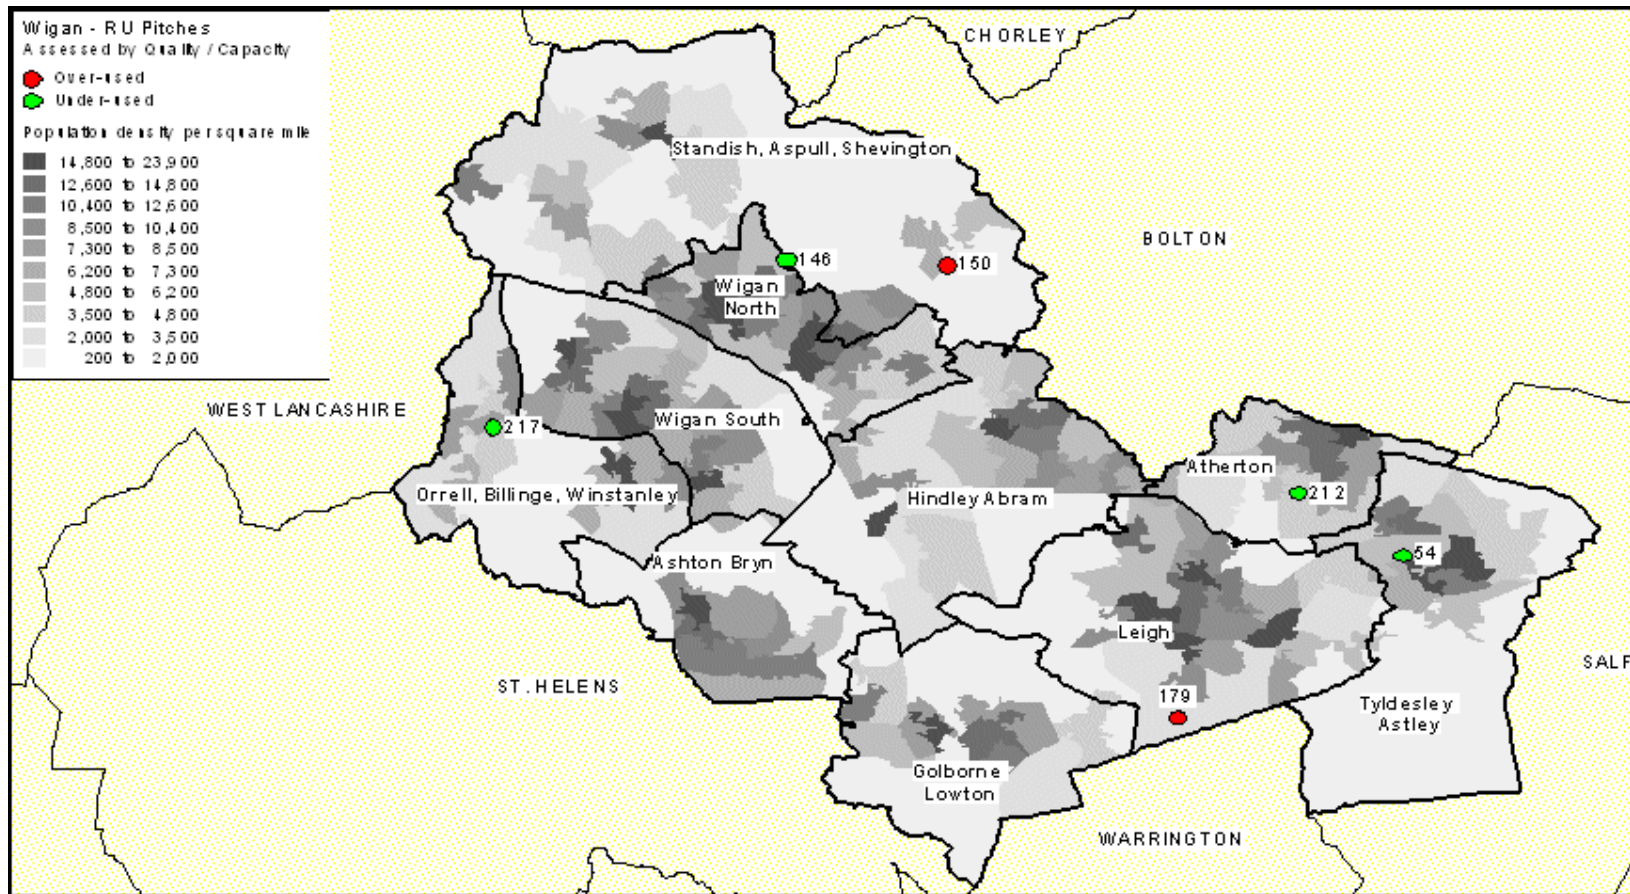 Wigan - RU Pitches
Assessed by Quality / Capacity
Over-used
Under-used
Population density per square mile
14,800 to 23,900
12,600 to 14,800
10,400 to 12,600
8,500 to 10,400
7,300 to 8,500
6,200 to 7,300
4,800 to 6,200
3,500 to 4,800
2,000 to 3,500
200 to 2,000
CHORLEY
Standish, Aspull, Shevington
BOLTON
146
150
Wigan
North
WEST LANCASHIRE
217
Wigan South
Atherton
212
Orrell, Billinge, Winstanley
Hindley Abram
54
Ashton Bryn
Leigh
SALF
ST. HELENS
179
Tyldesley
Astley
Golborne
Lowton
WARRINGTON